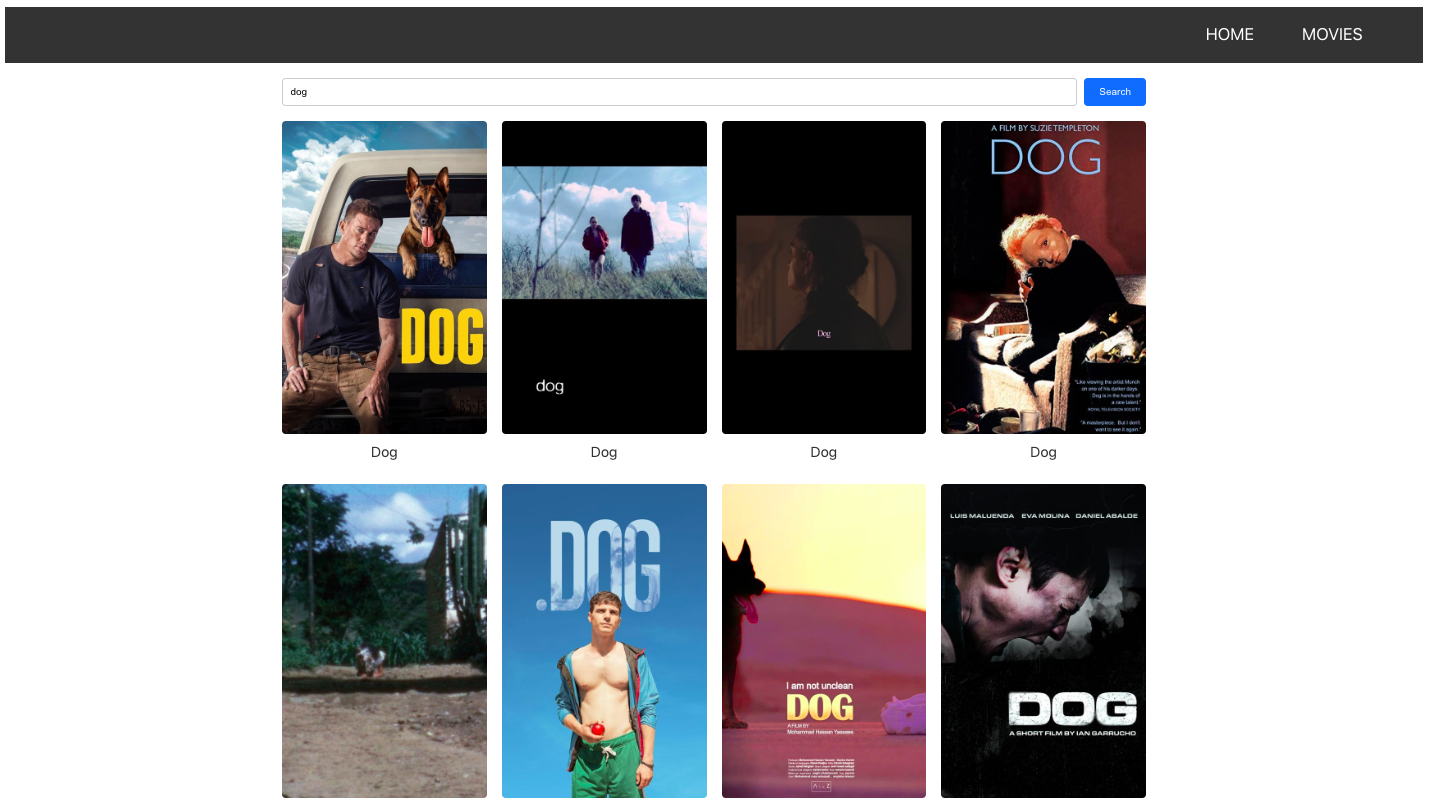 HOME MOVIES
dog
Search
DOG
dog
Dog
A FILM BY SUZIE TEMPLETON
DOG
"Like viewing the artist Munch
on one of his darker days.
Dog is in the hands of
a rare talent."
ROYAL TELEVISION SOCIETY
"A masterpiece. But I don't
want to see it again."
Dog
Dog
Dog
Dog
.DOG
I am not unclean
DOG
A FILM BY
Mohammad Hassan
LUIS MALUENDA EVA MOLINA DANIEL ABALDE
DOG
A SHORT FILM BY IAN GARRUCHO